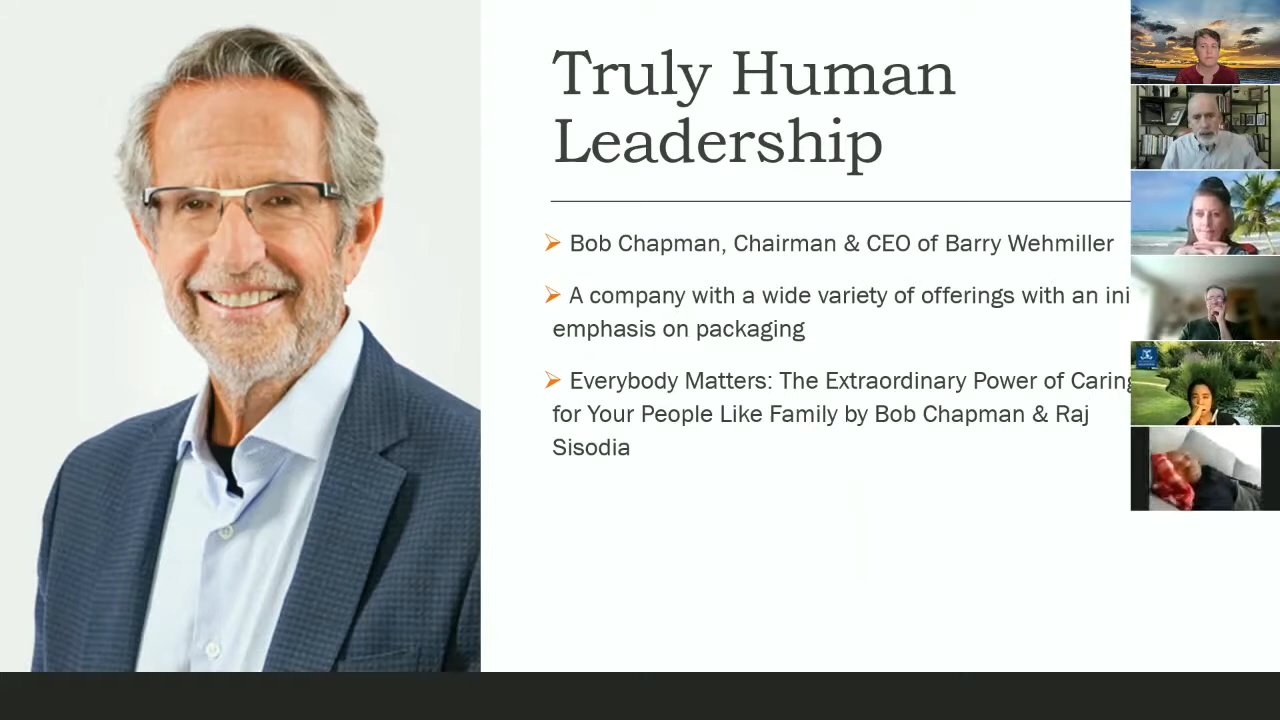 Truly Human
Leadership
Bob Chapman, Chairman & CEO of Barry Wehmiller
A company with a wide variety of offerings with an ini
emphasis on packaging
Everybody Matters: The Extraordinary Power of Caring
for Your People Like Family by Bob Chapman & Raj
Sisodia